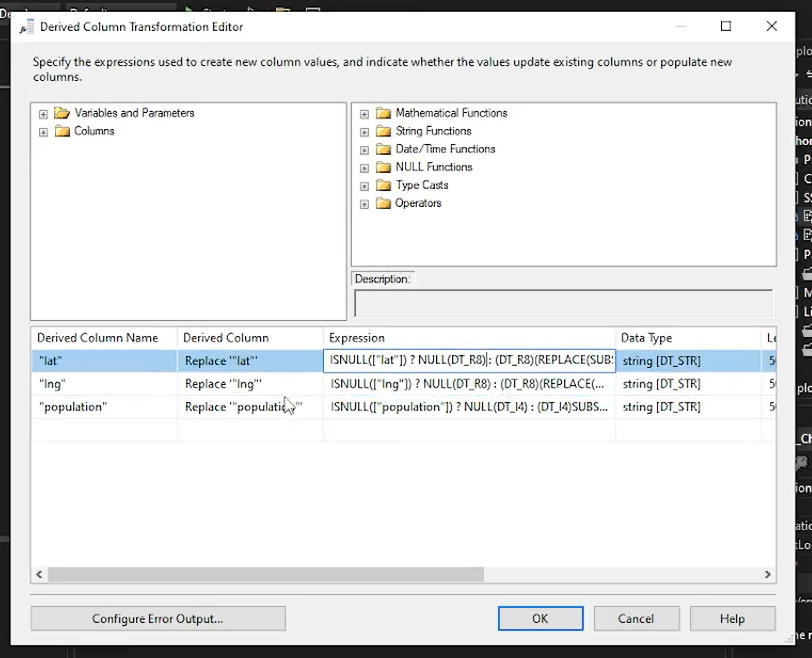 Derived Column Transformation Editor
Specify the expressions used to create new column values, and indicate whether the values update existing columns or populate new
columns.
Variables and Parameters
Columns
Mathematical Functions
String Functions
Date/Time Functions
NULL Functions
Type Casts
Operators
Description:
Derived Column Name Derived Column Expression Data Type Le
"lat" Replace '"lat"' ISNULL(["lat"]) ? NULL(DT_R8): (DT_R8)(REPLACE(SUBS string [DT_STR] 5
"lng" Replace '"lng"' ISNULL(["lng"]) ? NULL(DT_R8) : (DT_R8)(REPLACE(... string [DT_STR] 5
"population" Replace '"population"' ISNULL(["population"]) ? NULL(DT_I4) : (DT_I4)SUBS... string [DT_STR] 5
Configure Error Output...
OK
Cancel
Help